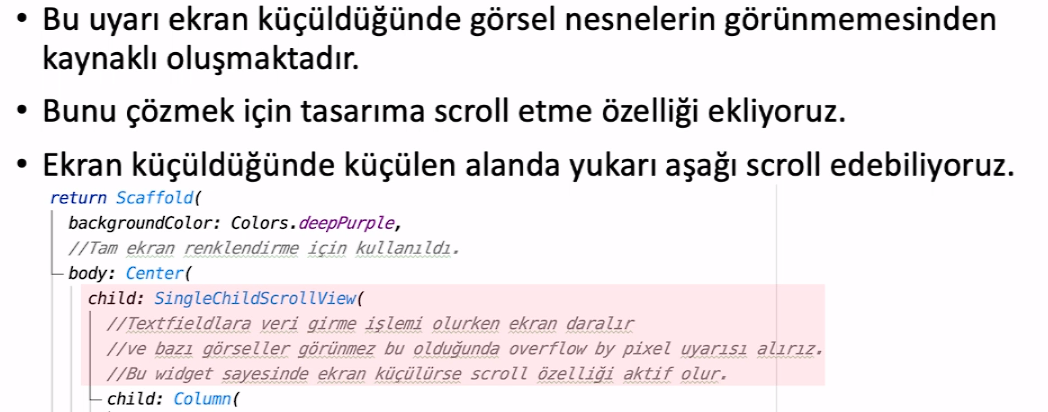 • Bu uyarı ekran küçüldüğünde görsel nesnelerin görünmemesinden
kaynaklı oluşmaktadır.
• Bunu çözmek için tasarıma scroll etme özelliği ekliyoruz.
• Ekran küçüldüğünde küçülen alanda yukarı aşağı scroll edebiliyoruz.
return Scaffold(
backgroundColor: Colors.deepPurple,
//Tam ekran renklendirme için kullanıldı.
body: Center(
child: SingleChildScrollView(
//Textfieldlara veri girme işlemi olurken ekran daralır
//ve bazı görseller görünmez bu olduğunda overflow by pixel uyarısı alırız.
//Bu widget sayesinde ekran küçülürse scroll özelliği aktif olur.
child: Column(